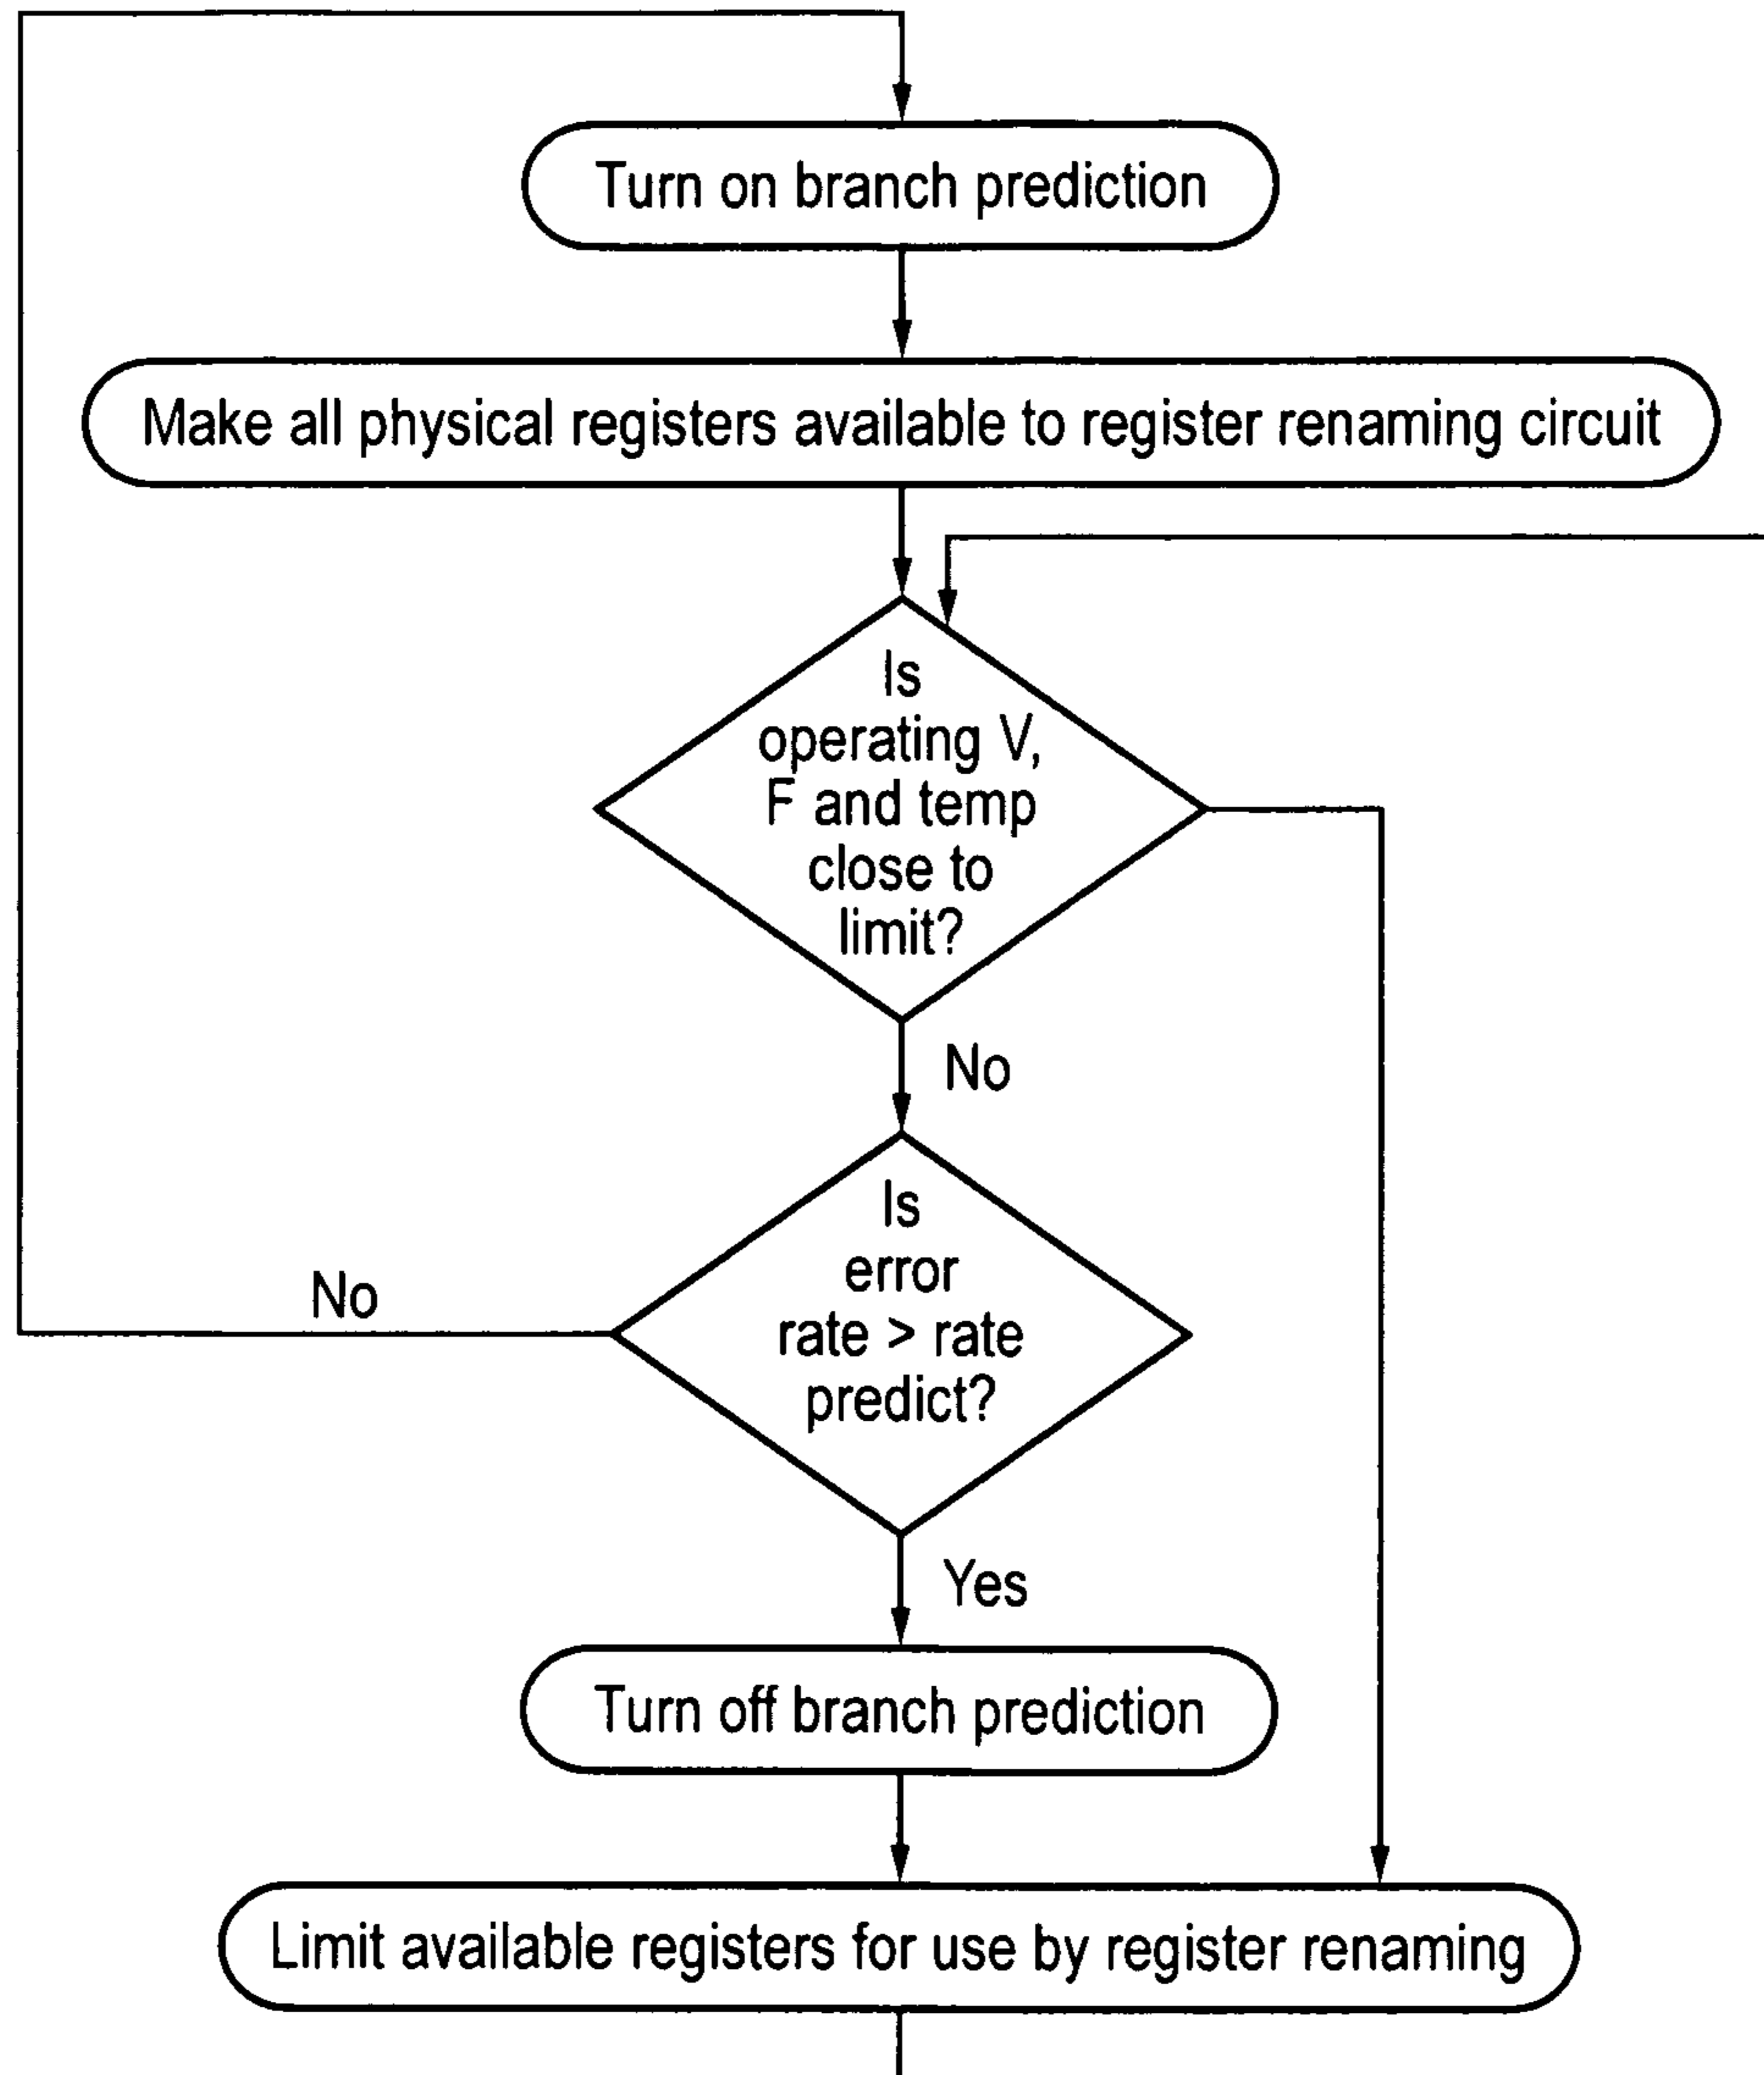 Turn on branch prediction
Make all physical registers available to register renaming circuit
Is
operating V,
F and temp
close to
limit?
No
Is
error
rate > rate
predict?
No
Yes
Turn off branch prediction
Limit available registers for use by register renaming